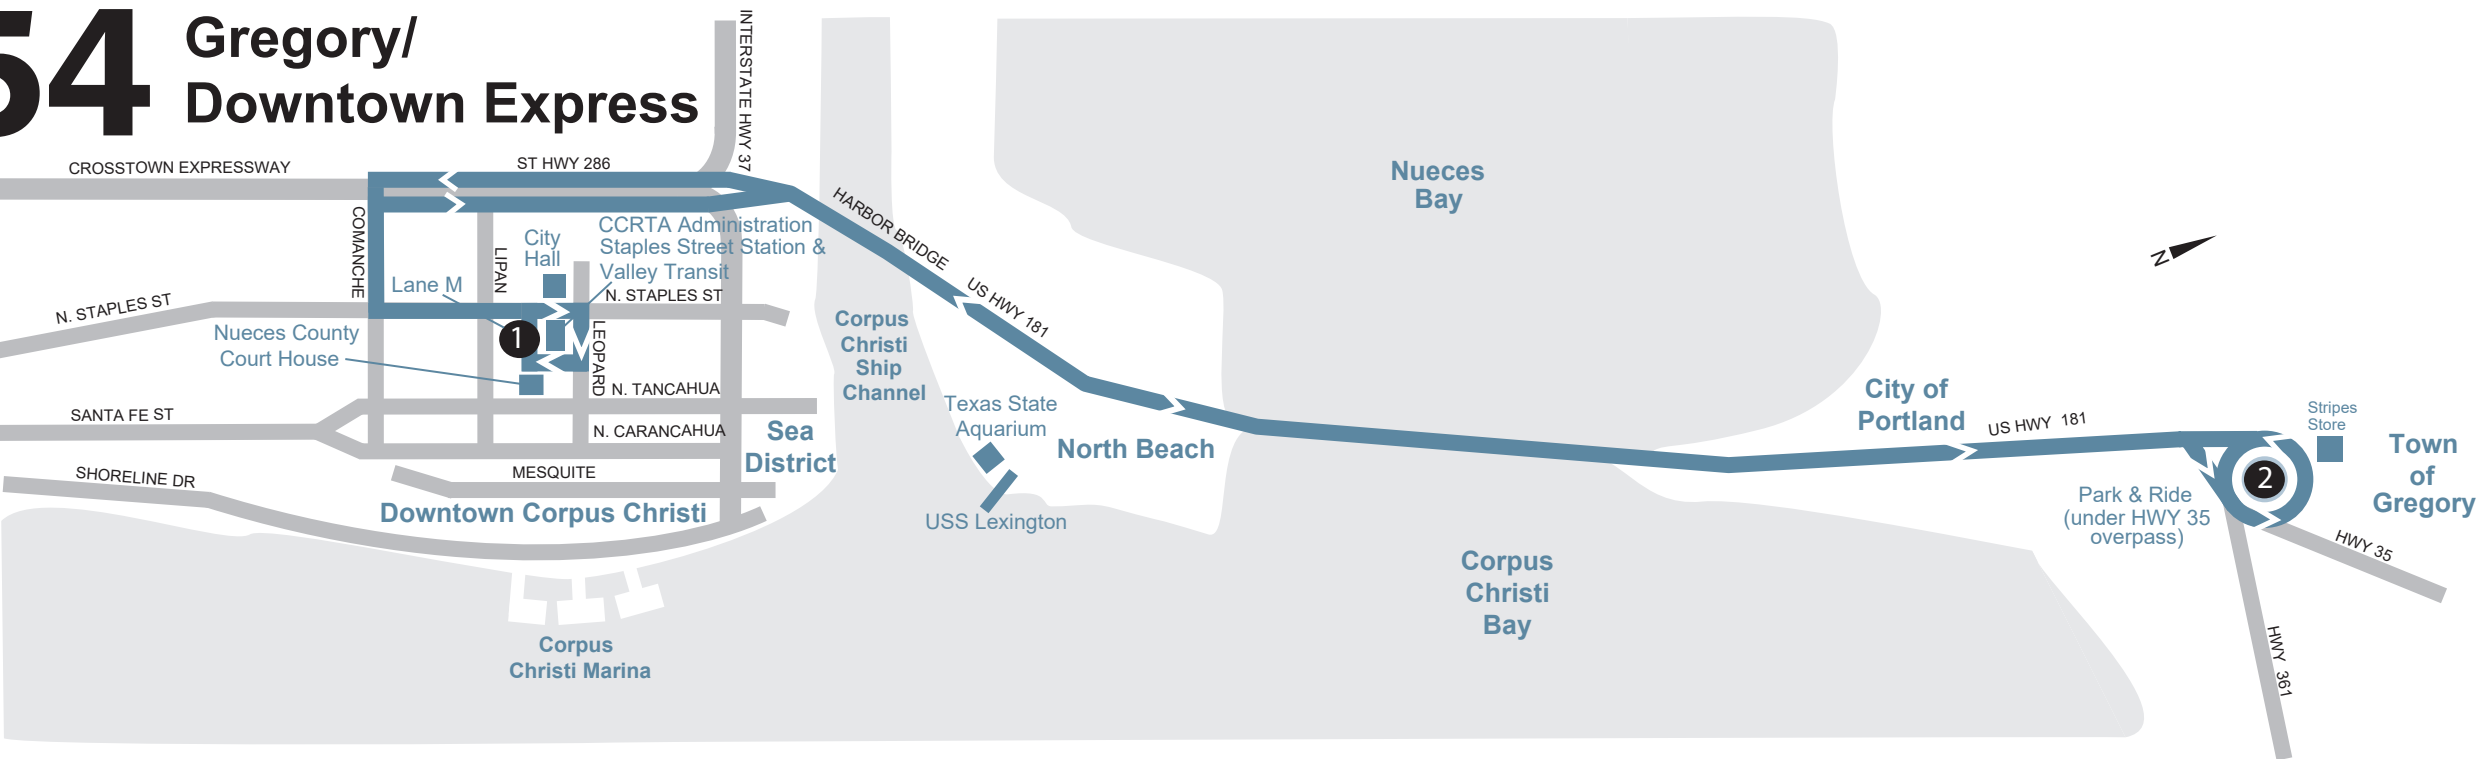 54
Gregory/
Downtown Express
INTERSTATE HWY 37
CROSSTOWN EXPRESSWAY
ST HWY 286
COMANCHE
LIPAN
City
Hall
CCRTA Administration
Staples Street Station &
Valley Transit
Lane M
N. STAPLES ST
N. STAPLES ST
Nueces County
Court House
1
LEOPARD
N. TANCAHUA
SANTA FE ST
N. CARANCAHUA
SHORELINE DR
MESQUITE
Sea
District
Downtown Corpus Christi
Corpus
Christi Marina
HARBOR BRIDGE
US HWY 181
Corpus
Christi
Ship
Channel
Texas State
Aquarium
North Beach
USS Lexington
Nueces
Bay
Corpus
Christi
Bay
N
City of
Portland
US HWY 181
Stripes
Store
Town
of
Gregory
2
Park & Ride
(under HWY 35
overpass)
HWY 35
HWY 361